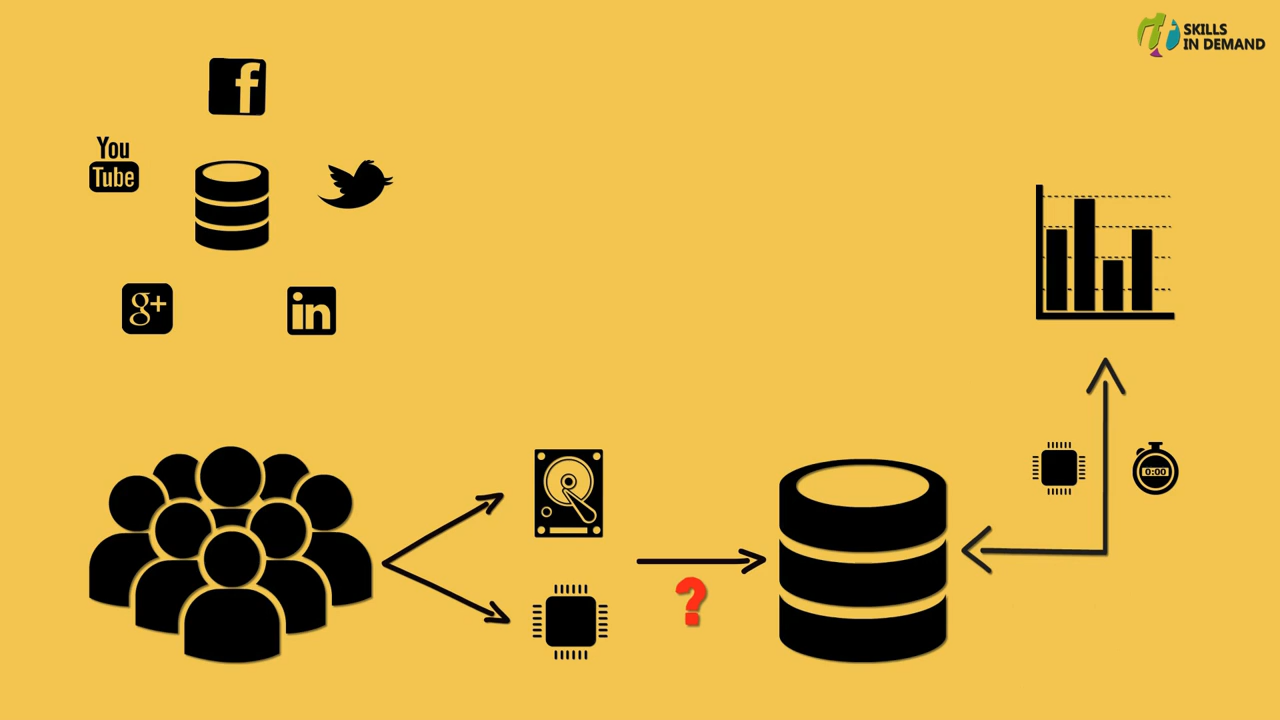 SKILLS
IN DEMAND
f
You
Tube
g+
in
0:00
?